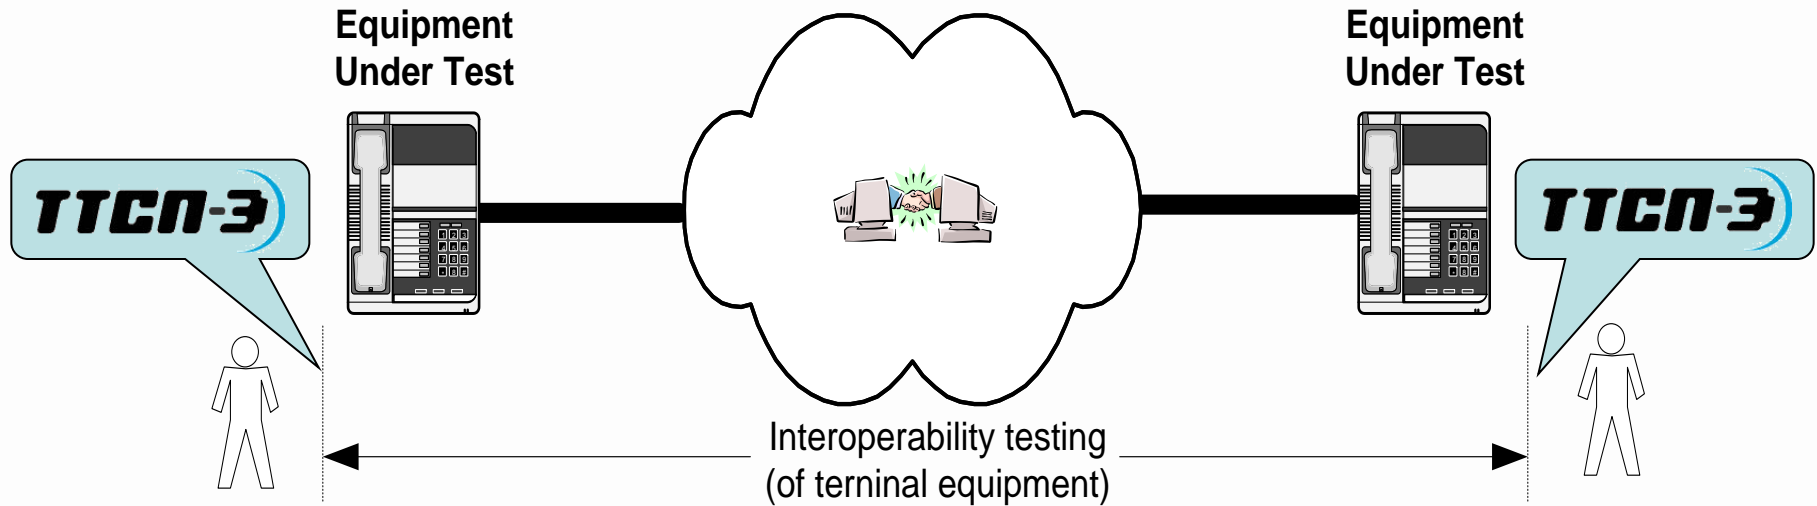 Equipment
Under Test
Equipment
Under Test
TTCN-3
TTCN-3
Interoperability testing
(of terninal equipment)